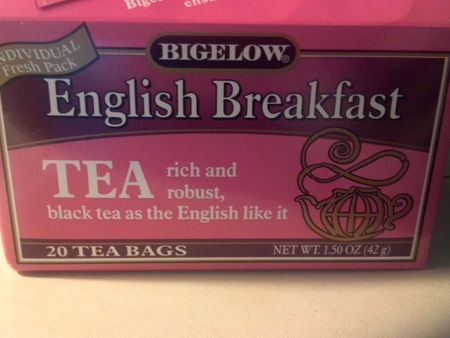 INDIVIDUAL
Fresh Pack
BIGELOW®
English Breakfast
TEA rich and
robust,
black tea as the English like it
20 TEA BAGS NET WT. 1.50 OZ (42 g)